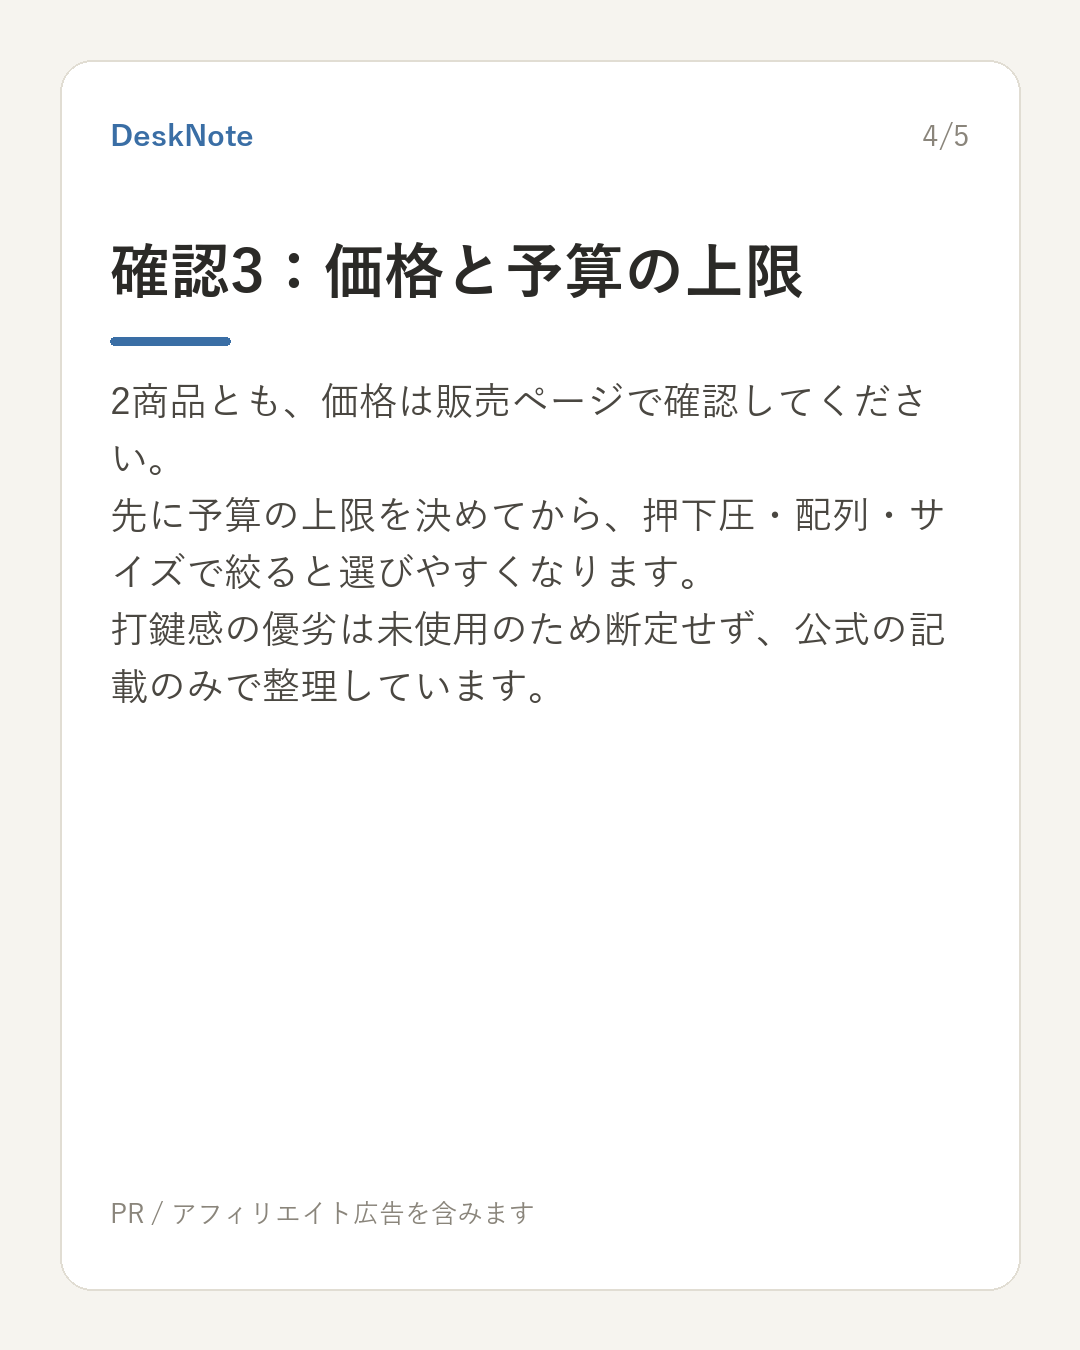 DeskNote
4/5
確認3：価格と予算の上限
2商品とも、価格は販売ページで確認してくださ
い。
先に予算の上限を決めてから、押下圧・配列・サ
イズで絞ると選びやすくなります。
打鍵感の優劣は未使用のため断定せず、公式の記
載のみで整理しています。
PR / アフィリエイト広告を含みます